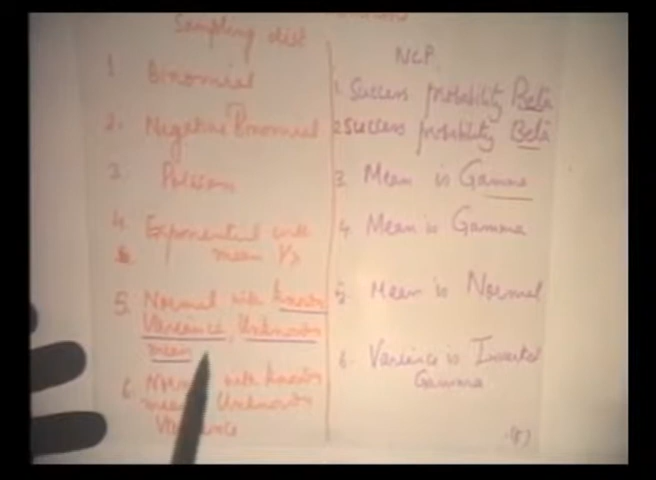 Sampling dist
NCP.
1 Binomial
1. Success probability Beta
2. Negative Binomial
2 Success probability Beta
3. Poisson
3. Mean is Gamma
4. Exponential with
mean 1/λ
4. Mean is Gamma
5. Normal with known
Variance, Unknown
mean
5. Mean is Normal
6. Normal with known
mean, Unknown
Variance
6. Variance is Inverted
Gamma